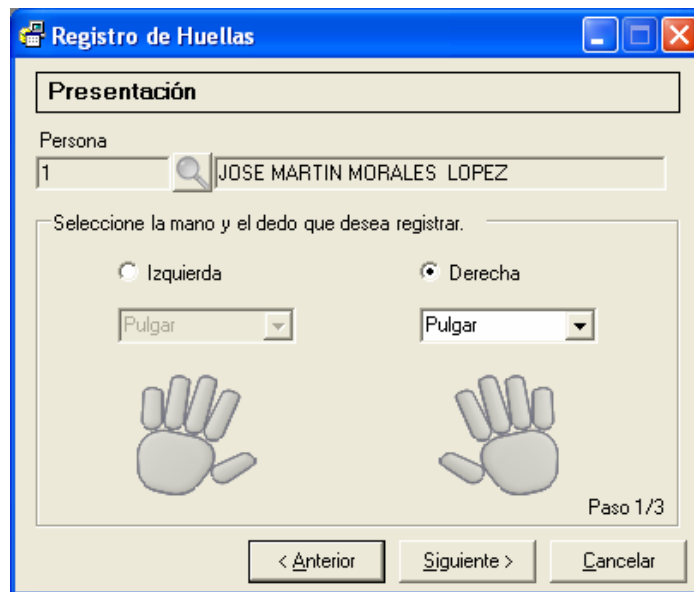 Registro de Huellas
Presentación
Persona
1 JOSE MARTIN MORALES LOPEZ
Seleccione la mano y el dedo que desea registrar.
Izquierda Derecha
Pulgar Pulgar
Paso 1/3
< Anterior Siguiente > Cancelar